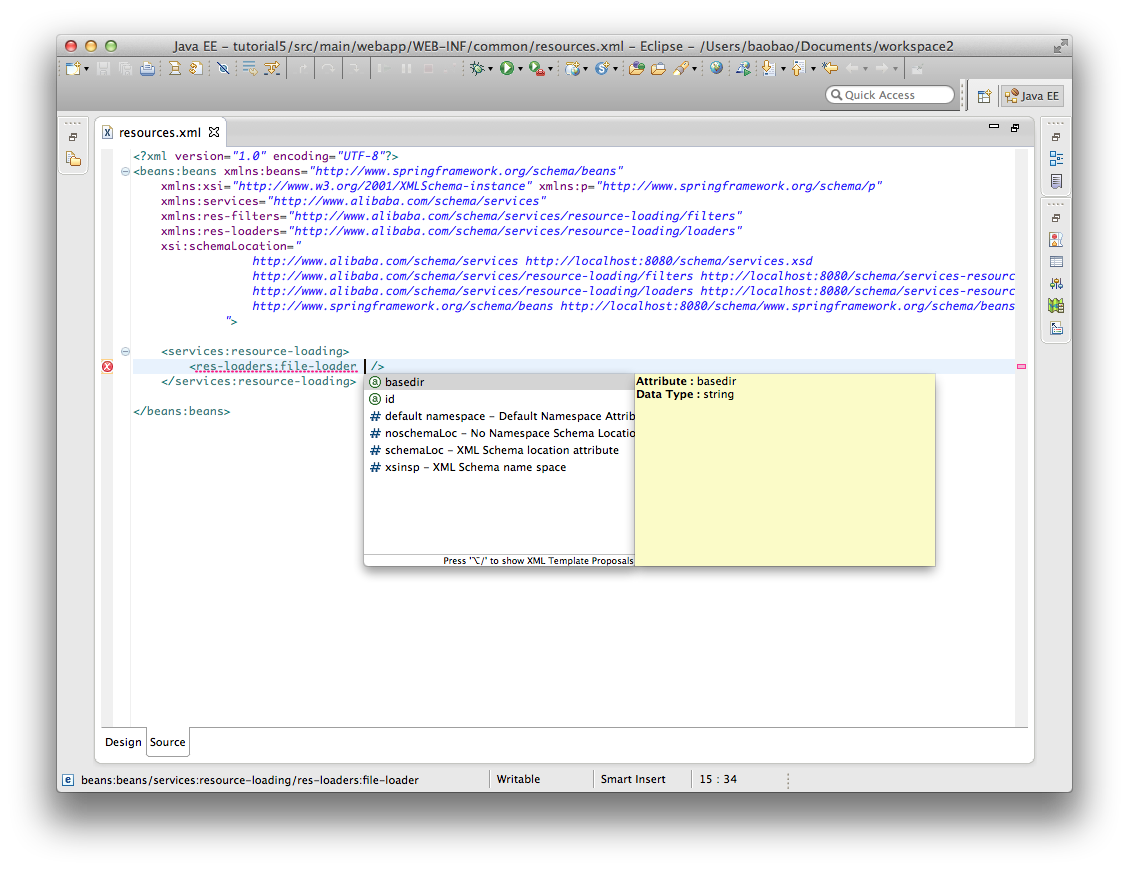 Java EE – tutorial5/src/main/webapp/WEB-INF/common/resources.xml – Eclipse – /Users/baobao/Documents/workspace2
Quick Access
Java EE
resources.xml
<?xml version="1.0" encoding="UTF-8"?>
<beans:beans xmlns:beans="http://www.springframework.org/schema/beans"
xmlns:xsi="http://www.w3.org/2001/XMLSchema-instance" xmlns:p="http://www.springframework.org/schema/p"
xmlns:services="http://www.alibaba.com/schema/services"
xmlns:res-filters="http://www.alibaba.com/schema/services/resource-loading/filters"
xmlns:res-loaders="http://www.alibaba.com/schema/services/resource-loading/loaders"
xsi:schemaLocation="
http://www.alibaba.com/schema/services http://localhost:8080/schema/services.xsd
http://www.alibaba.com/schema/services/resource-loading/filters http://localhost:8080/schema/services-resourc
http://www.alibaba.com/schema/services/resource-loading/loaders http://localhost:8080/schema/services-resourc
http://www.springframework.org/schema/beans http://localhost:8080/schema/www.springframework.org/schema/beans
">
<services:resource-loading>
<res-loaders:file-loader />
</services:resource-loading>
</beans:beans>
basedir
id
default namespace – Default Namespace Attrib
noschemaLoc – No Namespace Schema Locatio
schemaLoc – XML Schema location attribute
xsinsp – XML Schema name space
Press '⌥/' to show XML Template Proposals
Attribute : basedir
Data Type : string
Design
Source
beans:beans/services:resource-loading/res-loaders:file-loader
Writable
Smart Insert
15 : 34